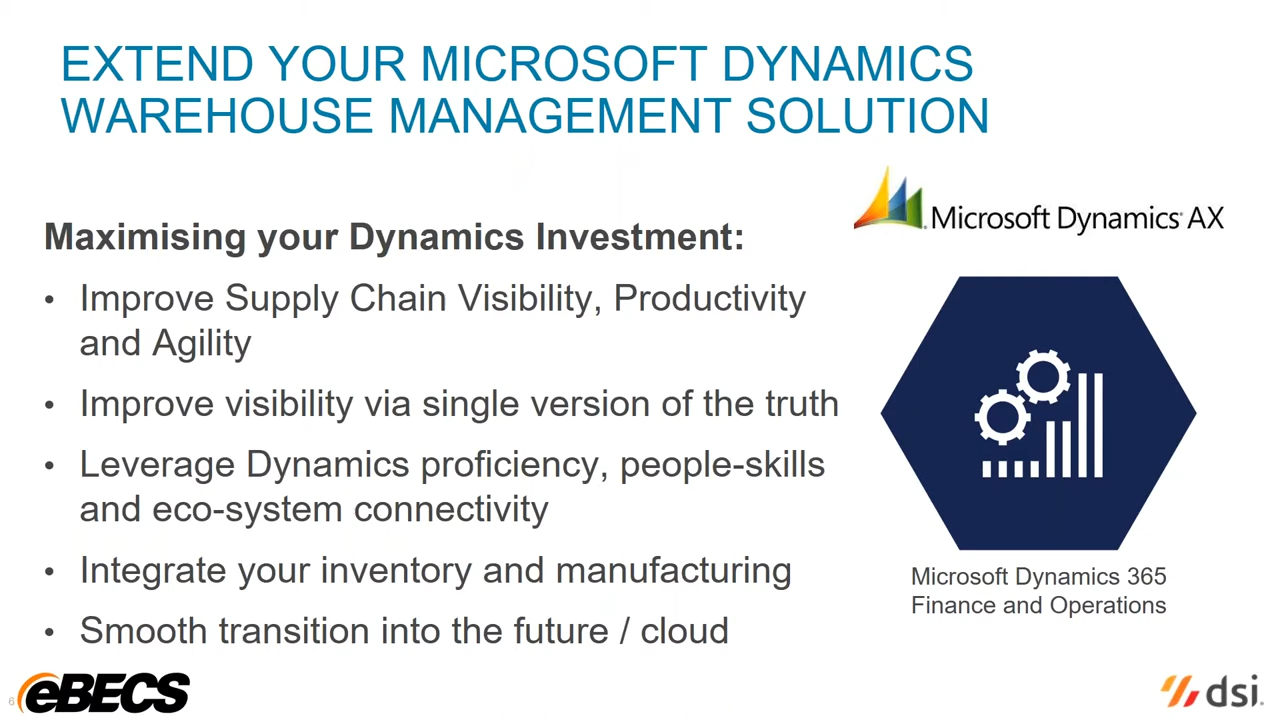 EXTEND YOUR MICROSOFT DYNAMICS
WAREHOUSE MANAGEMENT SOLUTION
Microsoft Dynamics® AX
Maximising your Dynamics Investment:
• Improve Supply Chain Visibility, Productivity
and Agility
• Improve visibility via single version of the truth
• Leverage Dynamics proficiency, people-skills
and eco-system connectivity
• Integrate your inventory and manufacturing
• Smooth transition into the future / cloud
Microsoft Dynamics 365
Finance and Operations
6
eBECS
dsi.